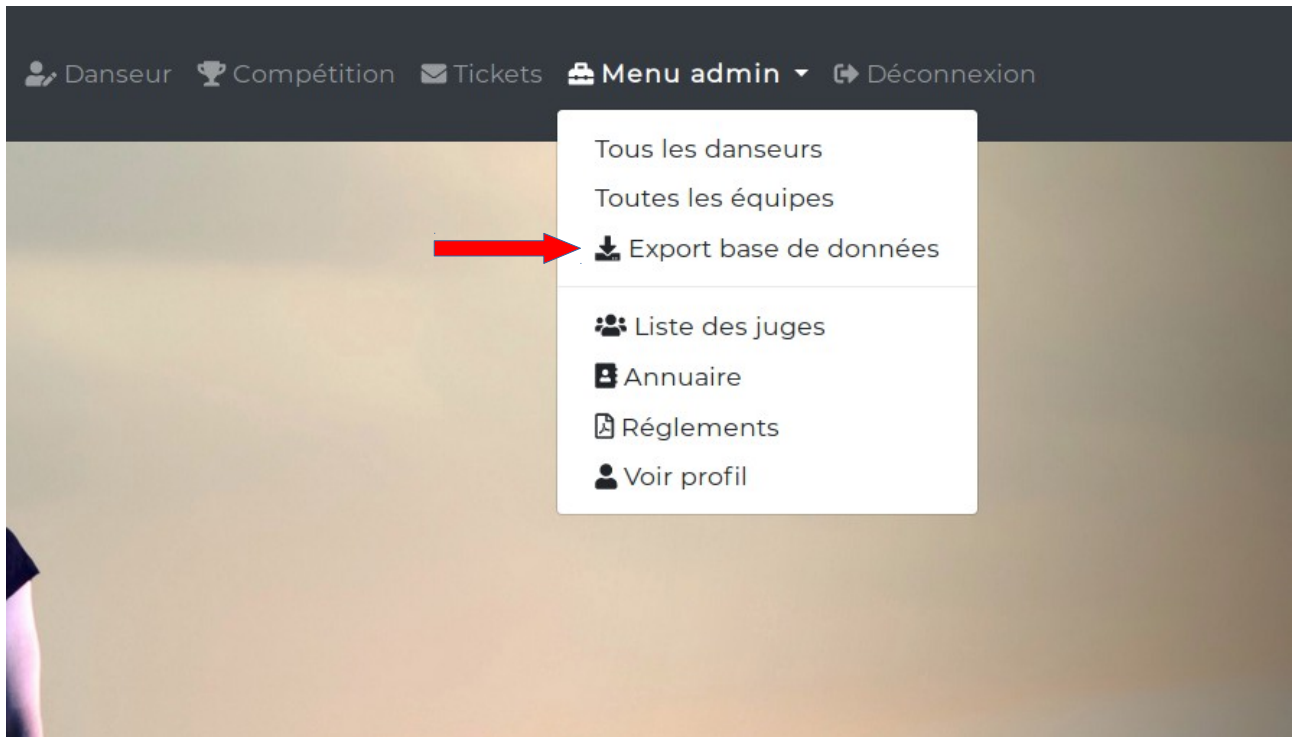 Danseur Compétition Tickets Menu admin Déconnexion
Tous les danseurs
Toutes les équipes
Export base de données
Liste des juges
Annuaire
Réglements
Voir profil